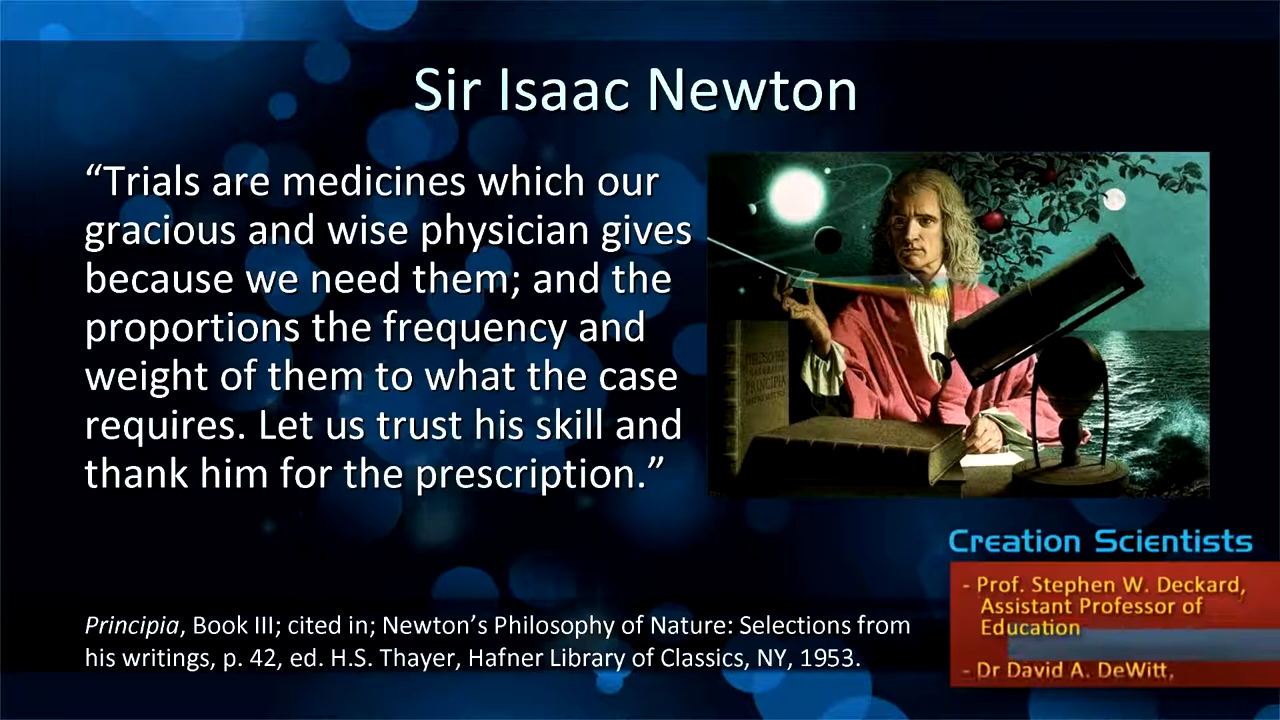 Sir Isaac Newton
“Trials are medicines which our
gracious and wise physician gives
because we need them; and the
proportions the frequency and
weight of them to what the case
requires. Let us trust his skill and
thank him for the prescription.”
PRINCIPIA
Principia, Book III; cited in; Newton’s Philosophy of Nature: Selections from
his writings, p. 42, ed. H.S. Thayer, Hafner Library of Classics, NY, 1953.
Creation Scientists
- Prof. Stephen W. Deckard,
Assistant Professor of
Education
- Dr David A. DeWitt,